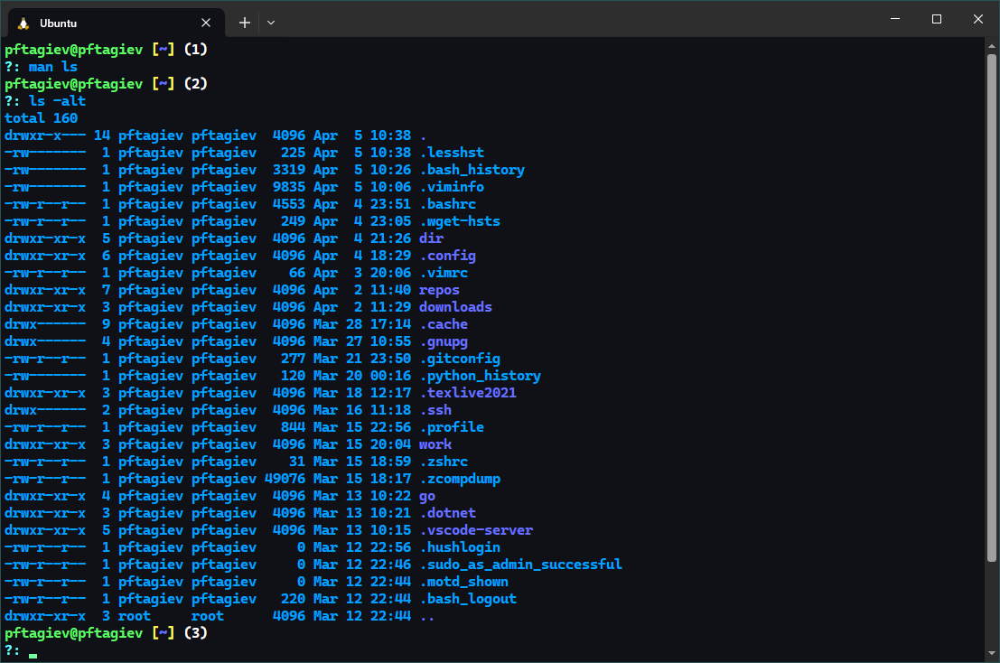 Ubuntu
pftagiev@pftagiev [~] (1)
?: man ls
pftagiev@pftagiev [~] (2)
?: ls -alt
total 160
drwxr-x--- 14 pftagiev pftagiev  4096 Apr  5 10:38 .
-rw-------  1 pftagiev pftagiev   225 Apr  5 10:38 .lesshst
-rw-------  1 pftagiev pftagiev  3319 Apr  5 10:26 .bash_history
-rw-------  1 pftagiev pftagiev  9835 Apr  5 10:06 .viminfo
-rw-r--r--  1 pftagiev pftagiev  4553 Apr  4 23:51 .bashrc
-rw-r--r--  1 pftagiev pftagiev   249 Apr  4 23:05 .wget-hsts
drwxr-xr-x  5 pftagiev pftagiev  4096 Apr  4 21:26 dir
drwxr-xr-x  6 pftagiev pftagiev  4096 Apr  4 18:29 .config
-rw-r--r--  1 pftagiev pftagiev    66 Apr  3 20:06 .vimrc
drwxr-xr-x  7 pftagiev pftagiev  4096 Apr  2 11:40 repos
drwxr-xr-x  3 pftagiev pftagiev  4096 Apr  2 11:29 downloads
drwx------  9 pftagiev pftagiev  4096 Mar 28 17:14 .cache
drwx------  4 pftagiev pftagiev  4096 Mar 27 10:55 .gnupg
-rw-r--r--  1 pftagiev pftagiev   277 Mar 21 23:50 .gitconfig
-rw-------  1 pftagiev pftagiev   120 Mar 20 00:16 .python_history
drwxr-xr-x  3 pftagiev pftagiev  4096 Mar 18 12:17 .texlive2021
drwx------  2 pftagiev pftagiev  4096 Mar 16 11:18 .ssh
-rw-r--r--  1 pftagiev pftagiev   844 Mar 15 22:56 .profile
drwxr-xr-x  3 pftagiev pftagiev  4096 Mar 15 20:04 work
-rw-r--r--  1 pftagiev pftagiev    31 Mar 15 18:59 .zshrc
-rw-r--r--  1 pftagiev pftagiev 49076 Mar 15 18:17 .zcompdump
drwxr-xr-x  4 pftagiev pftagiev  4096 Mar 13 10:22 go
drwxr-xr-x  3 pftagiev pftagiev  4096 Mar 13 10:21 .dotnet
drwxr-xr-x  5 pftagiev pftagiev  4096 Mar 13 10:15 .vscode-server
-rw-r--r--  1 pftagiev pftagiev     0 Mar 12 22:56 .hushlogin
-rw-r--r--  1 pftagiev pftagiev     0 Mar 12 22:46 .sudo_as_admin_successful
-rw-r--r--  1 pftagiev pftagiev     0 Mar 12 22:44 .motd_shown
-rw-r--r--  1 pftagiev pftagiev   220 Mar 12 22:44 .bash_logout
drwxr-xr-x  3 root     root      4096 Mar 12 22:44 ..
pftagiev@pftagiev [~] (3)
?: